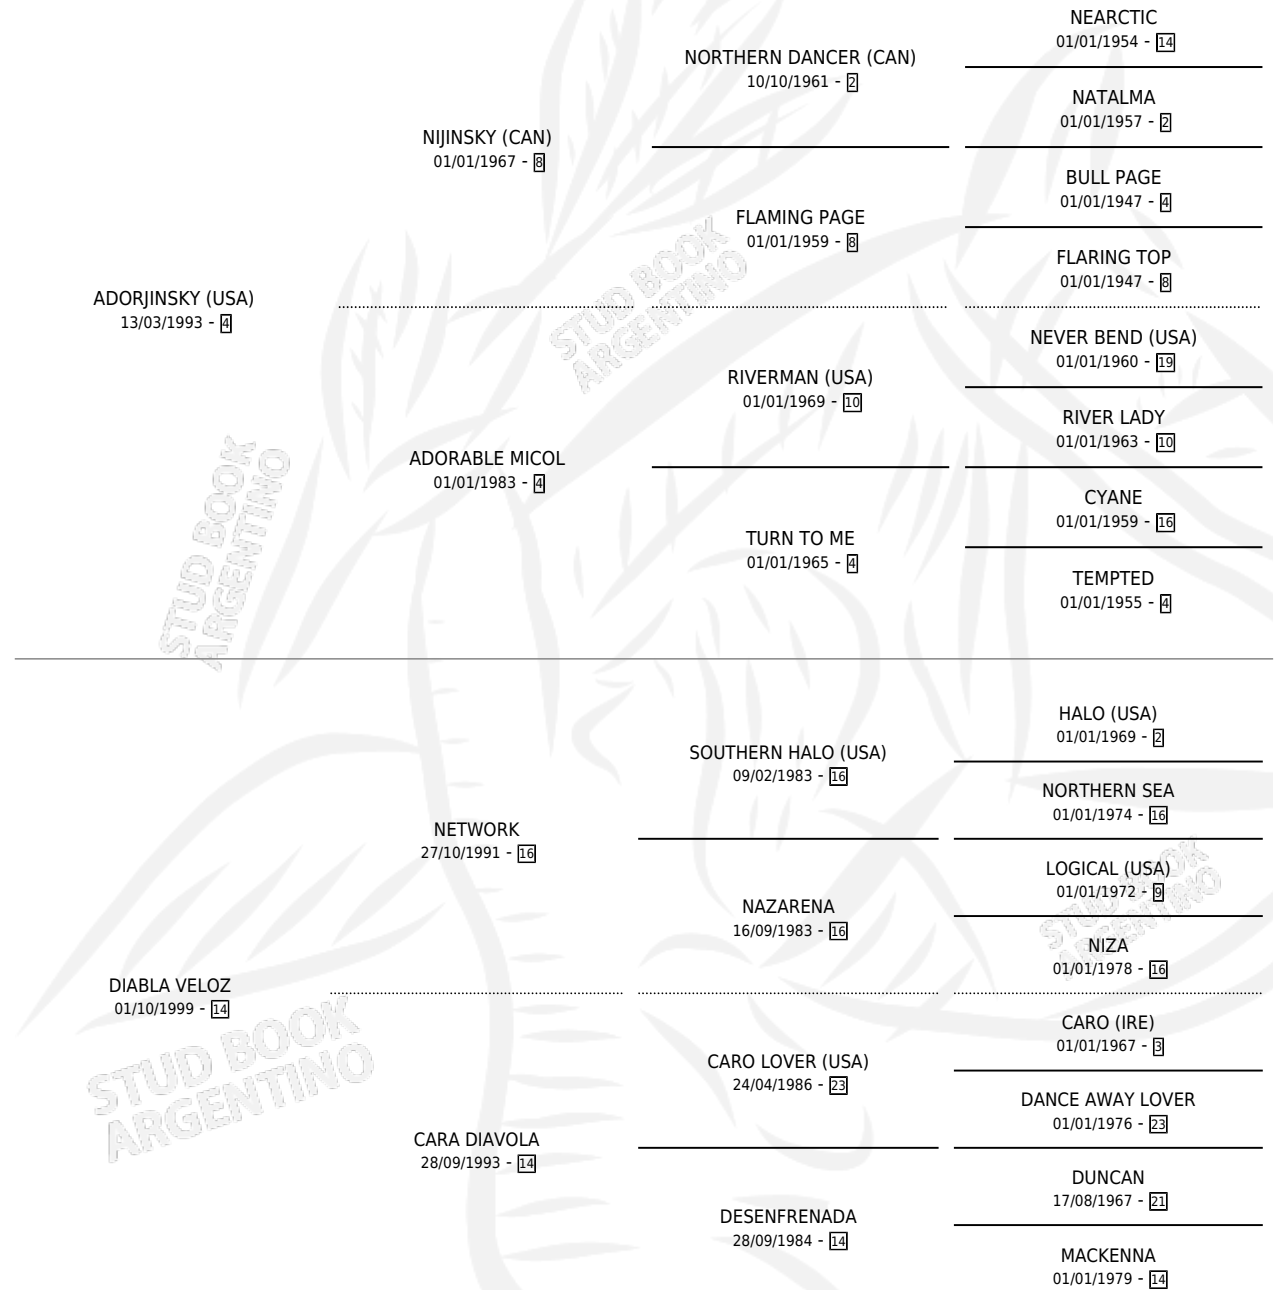 NEARCTIC
01/01/1954 - 14
NORTHERN DANCER (CAN)
10/10/1961 - 2
NATALMA
01/01/1957 - 2
NIJINSKY (CAN)
01/01/1967 - 8
BULL PAGE
01/01/1947 - 4
FLAMING PAGE
01/01/1959 - 8
FLARING TOP
01/01/1947 - 8
ADORJINSKY (USA)
13/03/1993 - 4
NEVER BEND (USA)
01/01/1960 - 19
RIVERMAN (USA)
01/01/1969 - 10
RIVER LADY
01/01/1963 - 10
ADORABLE MICOL
01/01/1983 - 4
CYANE
01/01/1959 - 16
TURN TO ME
01/01/1965 - 4
TEMPTED
01/01/1955 - 4
HALO (USA)
01/01/1969 - 2
SOUTHERN HALO (USA)
09/02/1983 - 16
NORTHERN SEA
01/01/1974 - 16
NETWORK
27/10/1991 - 16
LOGICAL (USA)
01/01/1972 - 9
NAZARENA
16/09/1983 - 16
NIZA
01/01/1978 - 16
DIABLA VELOZ
01/10/1999 - 14
CARO (IRE)
01/01/1967 - 3
CARO LOVER (USA)
24/04/1986 - 23
DANCE AWAY LOVER
01/01/1976 - 23
CARA DIAVOLA
28/09/1993 - 14
DUNCAN
17/08/1967 - 21
DESENFRENADA
28/09/1984 - 14
MACKENNA
01/01/1979 - 14
STUD BOOK
ARGENTINO
STUD BOOK
ARGENTINO
STUD BOOK
ARGENTINO
STUD BOOK
ARGENTINO